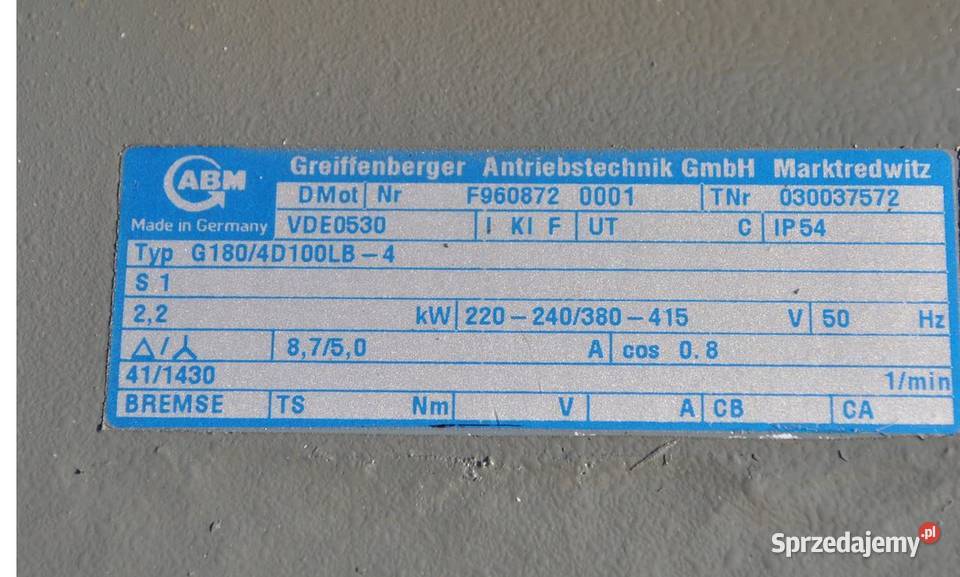 ABM
Made in Germany
Greiffenberger Antriebstechnik GmbH Marktredwitz
DMot Nr F960872 0001 TNr 030037572
VDE0530 I KI F UT C IP54
Typ G180/4D100LB-4
S 1
2,2 kW 220-240/380-415 V 50 Hz
8,7/5,0 A cos 0.8
41/1430 1/min
BREMSE TS Nm V A CB CA
Sprzedajemy.pl